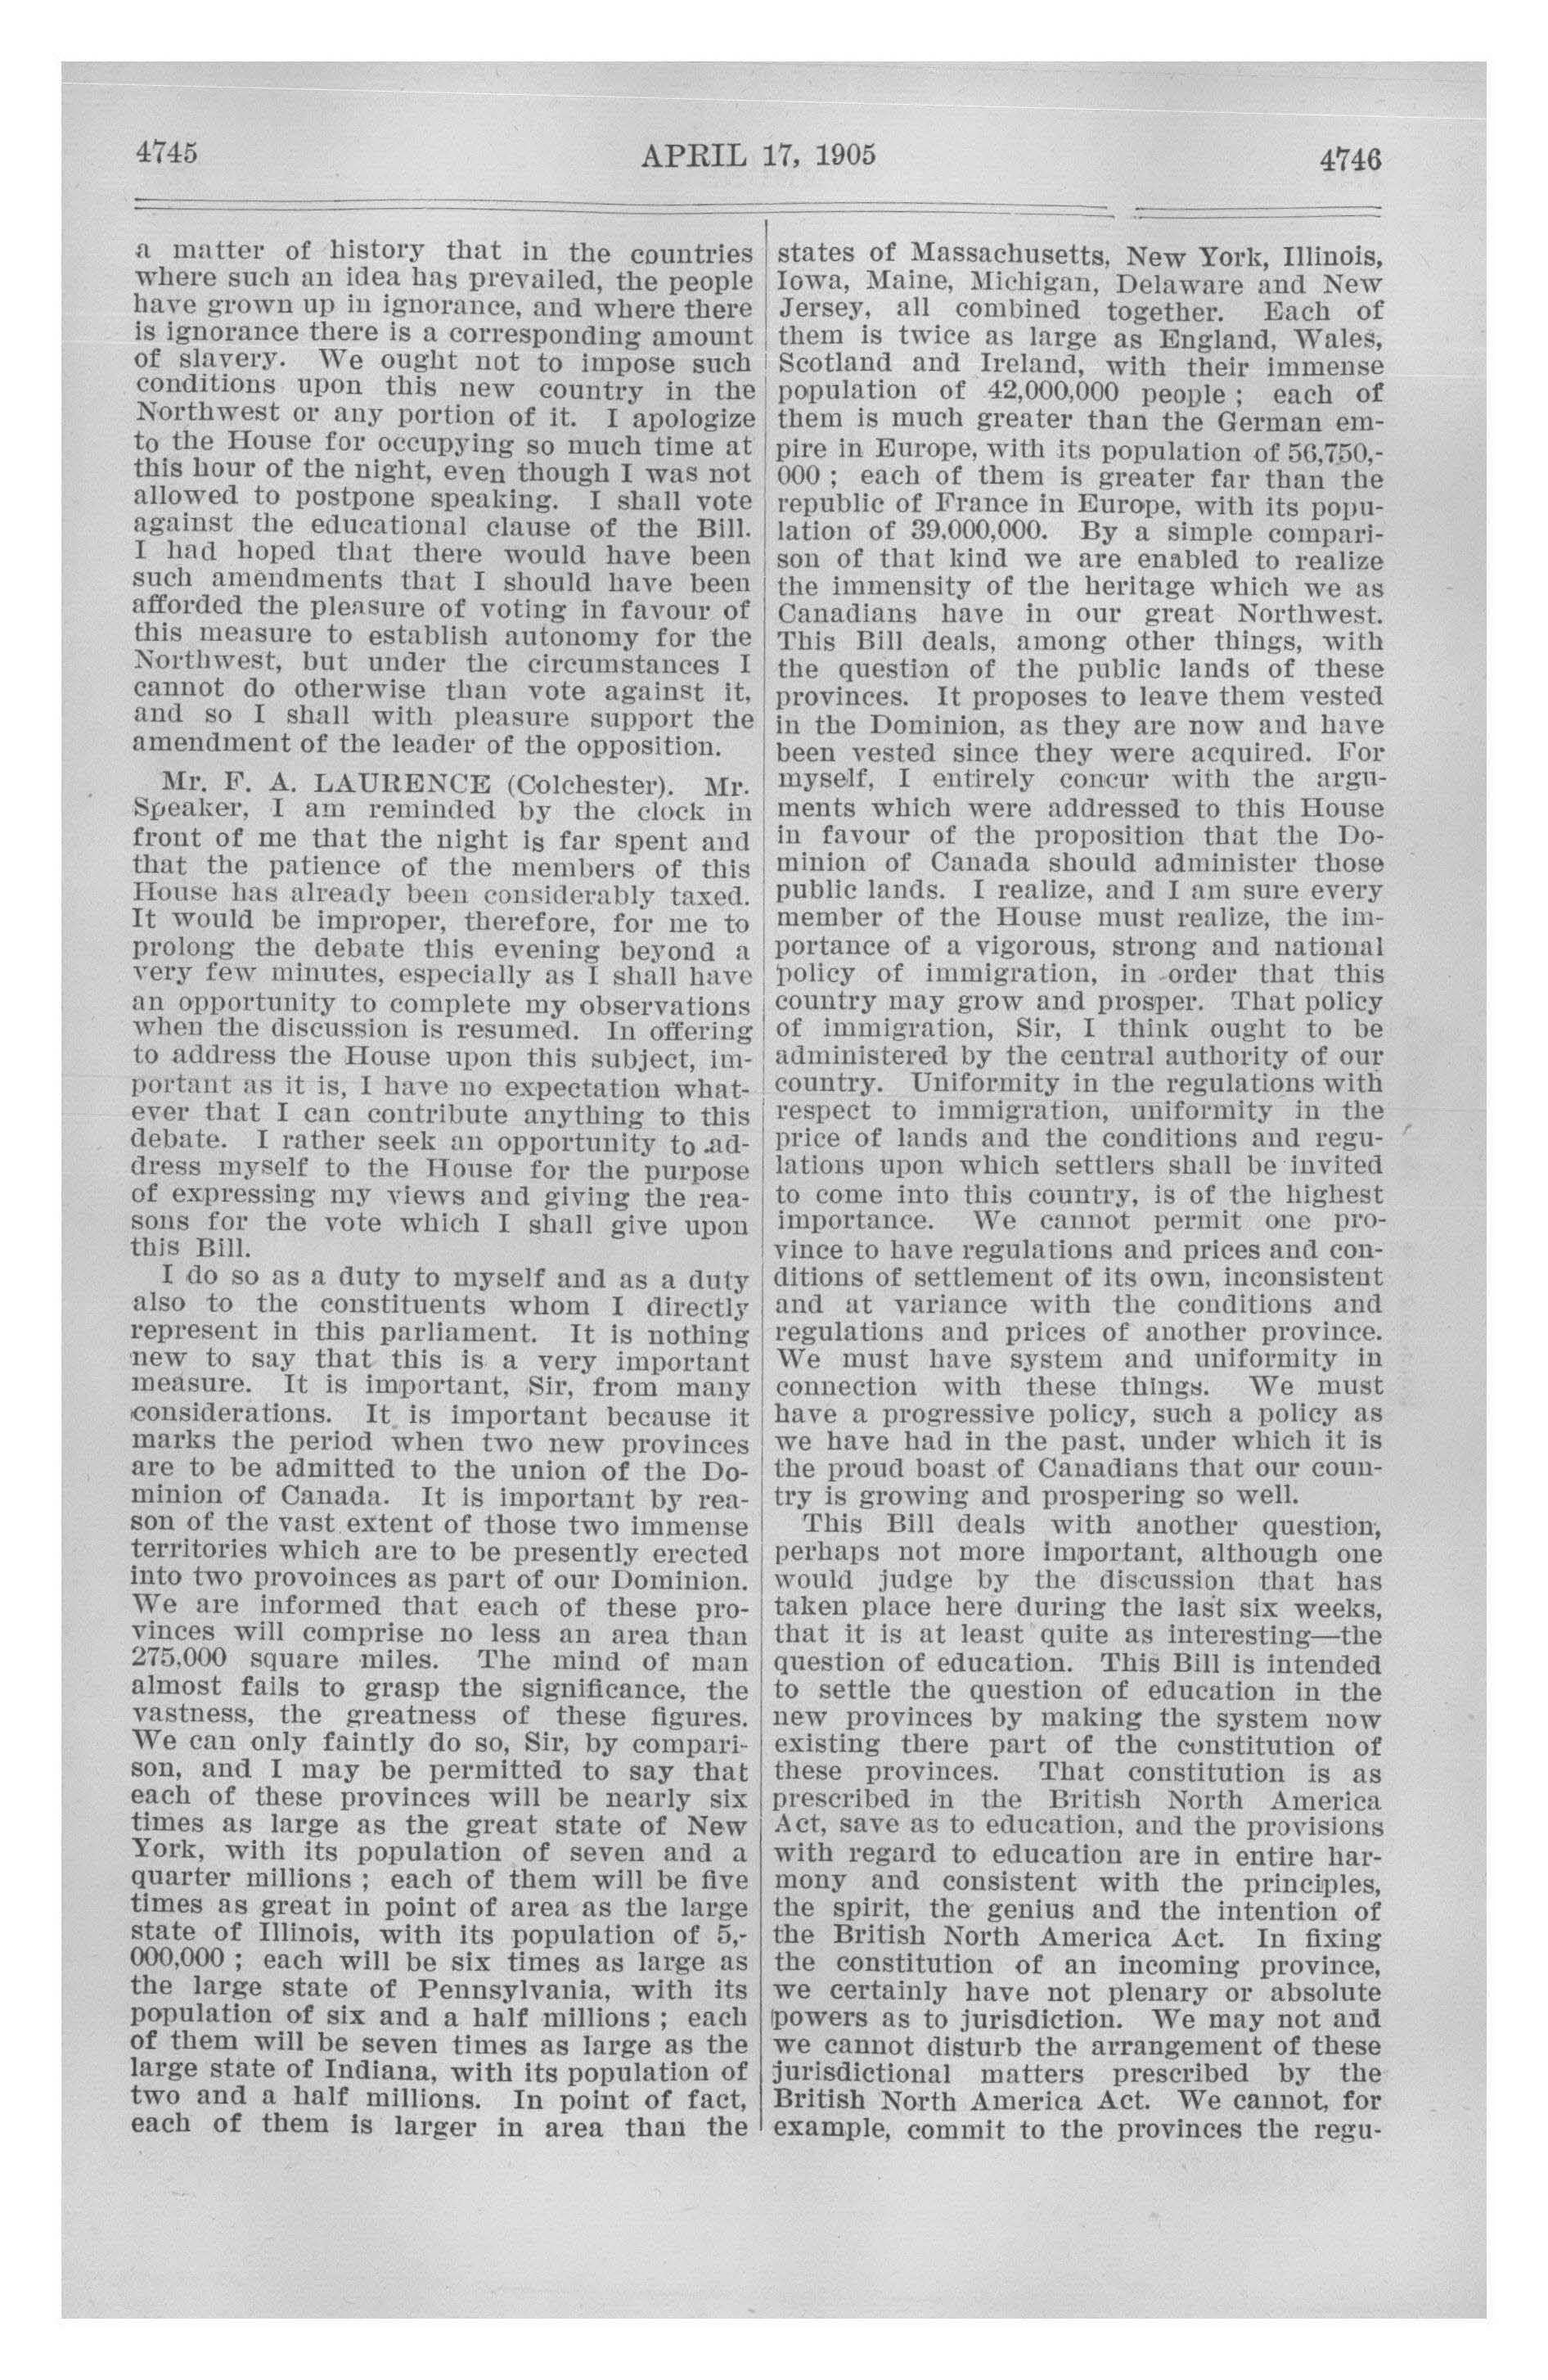 4745
APRIL 17, 1905
4746
a matter of history that in the countries
where such an idea has prevailed, the people
have grown up in ignorance, and where there
is ignorance there is a corresponding amount
of slavery. We ought not to impose such
conditions upon this new country in the
Northwest or any portion of it. I apologize
to the House for occupying so much time at
this hour of the night, even though I was not
allowed to postpone speaking. I shall vote
against the educational clause of the Bill.
I had hoped that there would have been
such amendments that I should have been
afforded the pleasure of voting in favour of
this measure to establish autonomy for the
Northwest, but under the circumstances I
cannot do otherwise than vote against it,
and so I shall with pleasure support the
amendment of the leader of the opposition.
Mr. F. A. LAURENCE (Colchester). Mr.
Speaker, I am reminded by the clock in
front of me that the night is far spent and
that the patience of the members of this
House has already been considerably taxed.
It would be improper, therefore, for me to
prolong the debate this evening beyond a
very few minutes, especially as I shall have
an opportunity to complete my observations
when the discussion is resumed. In offering
to address the House upon this subject, im-
portant as it is, I have no expectation what-
ever that I can contribute anything to this
debate. I rather seek an opportunity to ad-
dress myself to the House for the purpose
of expressing my views and giving the rea-
sons for the vote which I shall give upon
this Bill.
I do so as a duty to myself and as a duty
also to the constituents whom I directly
represent in this parliament. It is nothing
new to say that this is a very important
measure. It is important, Sir, from many
considerations. It is important because it
marks the period when two new provinces
are to be admitted to the union of the Do-
minion of Canada. It is important by rea-
son of the vast extent of those two immense
territories which are to be presently erected
into two provoinces as part of our Dominion.
We are informed that each of these pro-
vinces will comprise no less an area than
275,000 square miles. The mind of man
almost fails to grasp the significance, the
vastness, the greatness of these figures.
We can only faintly do so, Sir, by compari-
son, and I may be permitted to say that
each of these provinces will be nearly six
times as large as the great state of New
York, with its population of seven and a
quarter millions ; each of them will be five
times as great in point of area as the large
state of Illinois, with its population of 5,-
000,000 ; each will be six times as large as
the large state of Pennsylvania, with its
population of six and a half millions ; each
of them will be seven times as large as the
large state of Indiana, with its population of
two and a half millions. In point of fact,
each of them is larger in area than the
states of Massachusetts, New York, Illinois,
Iowa, Maine, Michigan, Delaware and New
Jersey, all combined together. Each of
them is twice as large as England, Wales,
Scotland and Ireland, with their immense
population of 42,000,000 people ; each of
them is much greater than the German em-
pire in Europe, with its population of 56,750,-
000 ; each of them is greater far than the
republic of France in Europe, with its popu-
lation of 39,000,000. By a simple compari-
son of that kind we are enabled to realize
the immensity of the heritage which we as
Canadians have in our great Northwest.
This Bill deals, among other things, with
the question of the public lands of these
provinces. It proposes to leave them vested
in the Dominion, as they are now and have
been vested since they were acquired. For
myself, I entirely concur with the argu-
ments which were addressed to this House
in favour of the proposition that the Do-
minion of Canada should administer those
public lands. I realize, and I am sure every
member of the House must realize, the im-
portance of a vigorous, strong and national
policy of immigration, in order that this
country may grow and prosper. That policy
of immigration, Sir, I think ought to be
administered by the central authority of our
country. Uniformity in the regulations with
respect to immigration, uniformity in the
price of lands and the conditions and regu-
lations upon which settlers shall be invited
to come into this country, is of the highest
importance. We cannot permit one pro-
vince to have regulations and prices and con-
ditions of settlement of its own, inconsistent
and at variance with the conditions and
regulations and prices of another province.
We must have system and uniformity in
connection with these things. We must
have a progressive policy, such a policy as
we have had in the past, under which it is
the proud boast of Canadians that our coun-
try is growing and prospering so well.
This Bill deals with another question,
perhaps not more important, although one
would judge by the discussion that has
taken place here during the last six weeks,
that it is at least quite as interesting—the
question of education. This Bill is intended
to settle the question of education in the
new provinces by making the system now
existing there part of the constitution of
these provinces. That constitution is as
prescribed in the British North America
Act, save as to education, and the provisions
with regard to education are in entire har-
mony and consistent with the principles,
the spirit, the genius and the intention of
the British North America Act. In fixing
the constitution of an incoming province,
we certainly have not plenary or absolute
powers as to jurisdiction. We may not and
we cannot disturb the arrangement of these
jurisdictional matters prescribed by the
British North America Act. We cannot, for
example, commit to the provinces the regu-